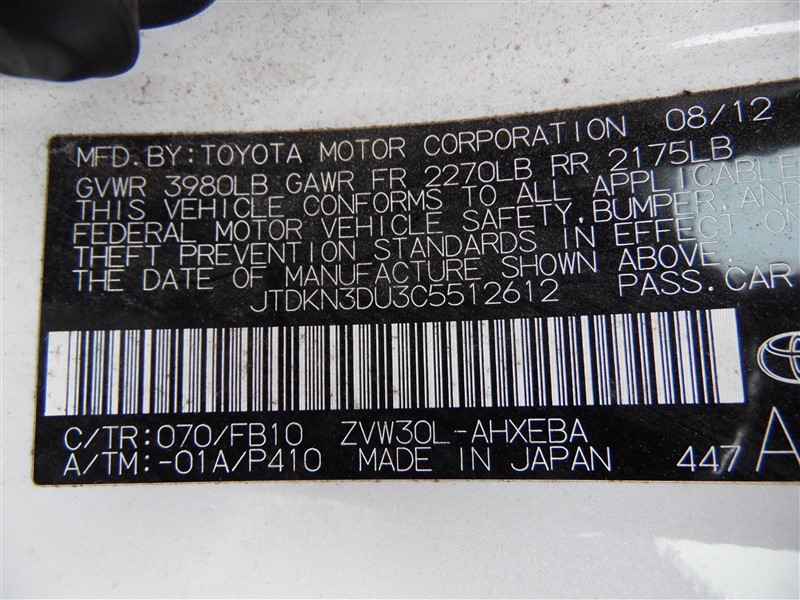 MFD.BY:TOYOTA MOTOR CORPORATION 08/12
GVWR 3980LB GAWR FR 2270LB RR 2175LB
THIS VEHICLE CONFORMS TO ALL APPLICABLE
FEDERAL MOTOR VEHICLE SAFETY, BUMPER, AND
THEFT PREVENTION STANDARDS IN EFFECT ON
THE DATE OF MANUFACTURE SHOWN ABOVE.
JTDKN3DU3C5512612 PASS.CAR
C/TR:070/FB10 ZVW30L-AHXEBA
A/TM:-01A/P410 MADE IN JAPAN 447 A